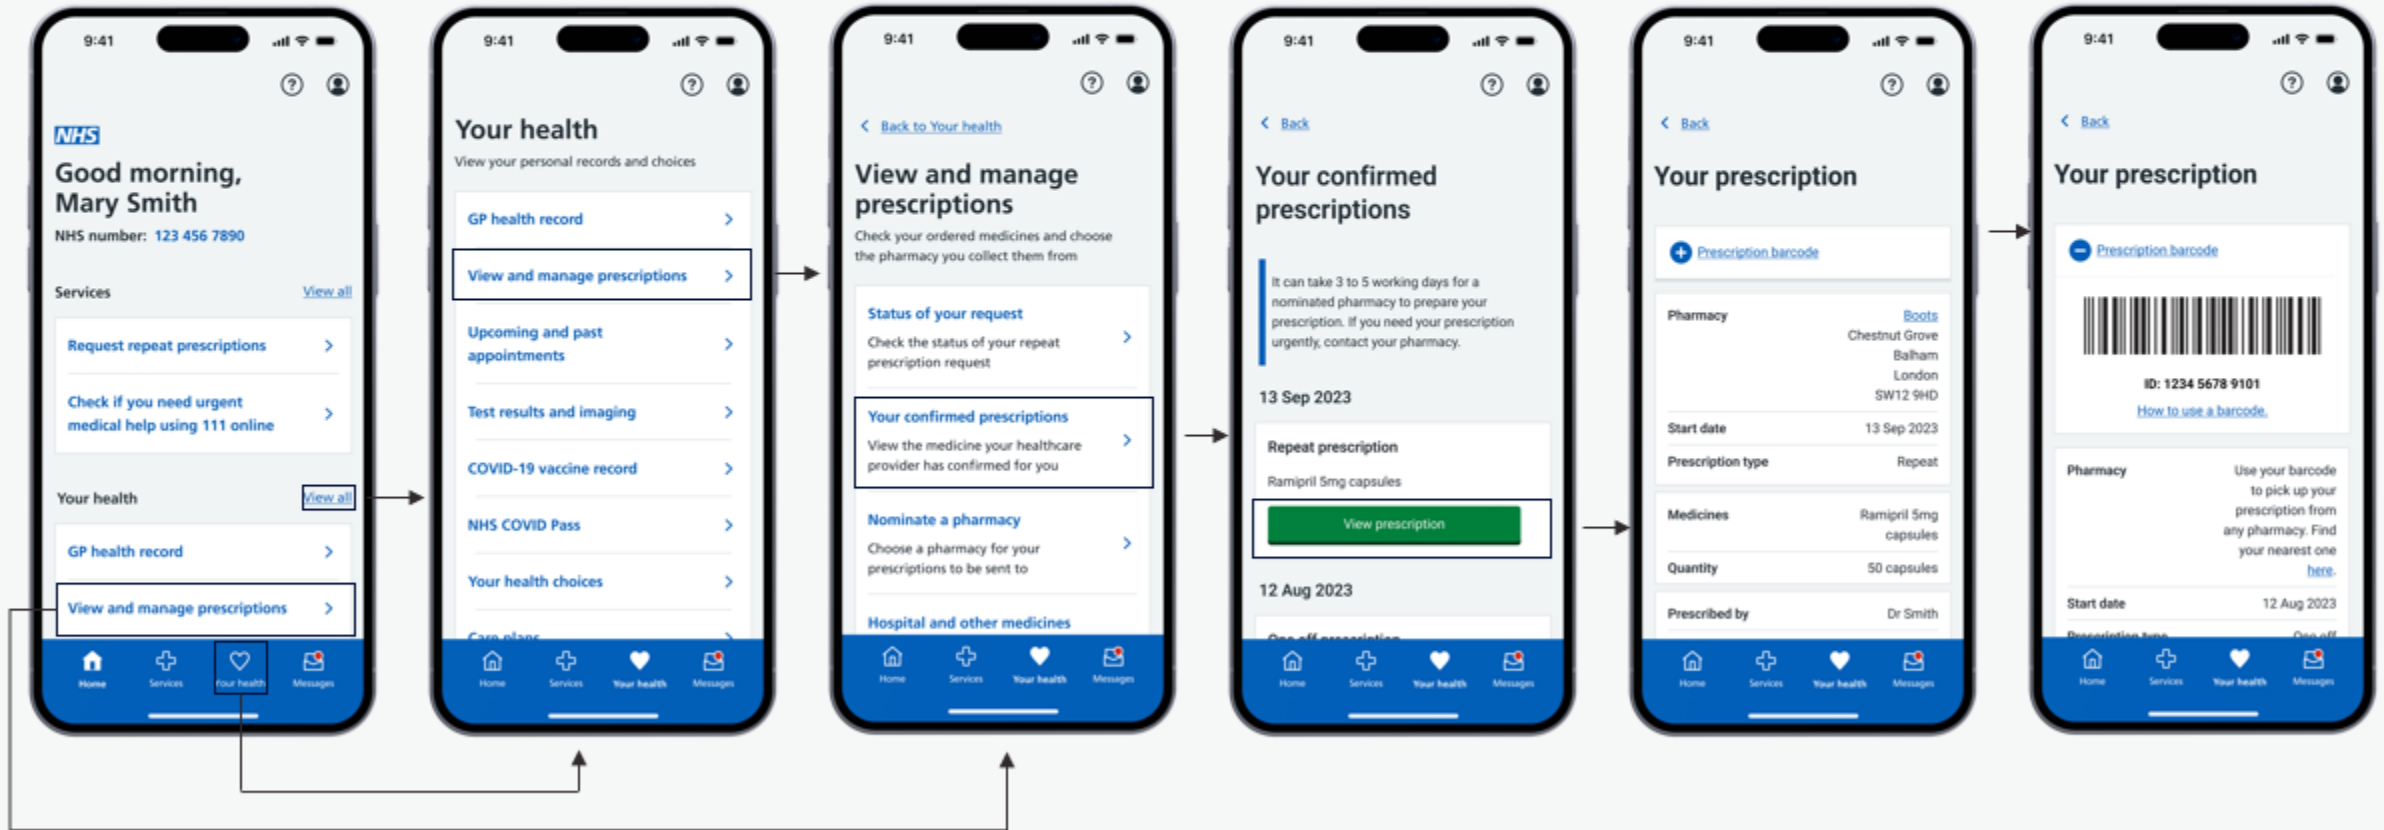 9:41
NHS
Good morning,
Mary Smith
NHS number: 123 456 7890
Services
View all
Request repeat prescriptions
Check if you need urgent
medical help using 111 online
Your health
View all
GP health record
View and manage prescriptions
Home
Services
Your health
Messages
9:41
Your health
View your personal records and choices
GP health record
View and manage prescriptions
Upcoming and past
appointments
Test results and imaging
COVID-19 vaccine record
NHS COVID Pass
Your health choices
Care plans
Home
Services
Your health
Messages
9:41
Back to Your health
View and manage
prescriptions
Check your ordered medicines and choose
the pharmacy you collect them from
Status of your request
Check the status of your repeat
prescription request
Your confirmed prescriptions
View the medicine your healthcare
provider has confirmed for you
Nominate a pharmacy
Choose a pharmacy for your
prescriptions to be sent to
Hospital and other medicines
Home
Services
Your health
Messages
9:41
Back
Your confirmed
prescriptions
It can take 3 to 5 working days for a
nominated pharmacy to prepare your
prescription. If you need your prescription
urgently, contact your pharmacy.
13 Sep 2023
Repeat prescription
Ramipril 5mg capsules
View prescription
12 Aug 2023
One off prescription
Home
Services
Your health
Messages
9:41
Back
Your prescription
Prescription barcode
Pharmacy
Boots
Chestnut Grove
Balham
London
SW12 9HD
Start date
13 Sep 2023
Prescription type
Repeat
Medicines
Ramipril 5mg
capsules
Quantity
50 capsules
Prescribed by
Dr Smith
Home
Services
Your health
Messages
9:41
Back
Your prescription
Prescription barcode
ID: 1234 5678 9101
How to use a barcode.
Pharmacy
Use your barcode
to pick up your
prescription from
any pharmacy. Find
your nearest one
here.
Start date
12 Aug 2023
Prescription type
One off
Home
Services
Your health
Messages